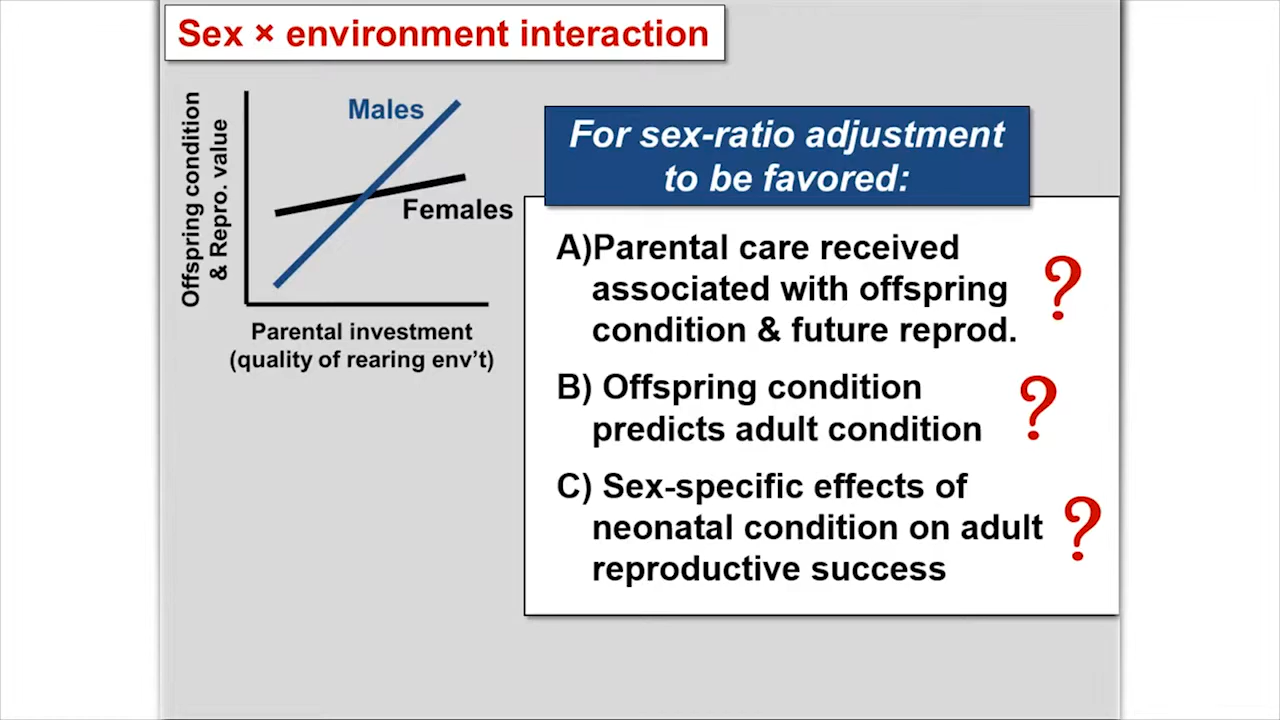 Sex × environment interaction
Offspring condition
& Repro. value
Males
Females
Parental investment
(quality of rearing env't)
For sex-ratio adjustment
to be favored:
A)Parental care received
associated with offspring
condition & future reprod.
?
B) Offspring condition
predicts adult condition
?
C) Sex-specific effects of
neonatal condition on adult
reproductive success
?